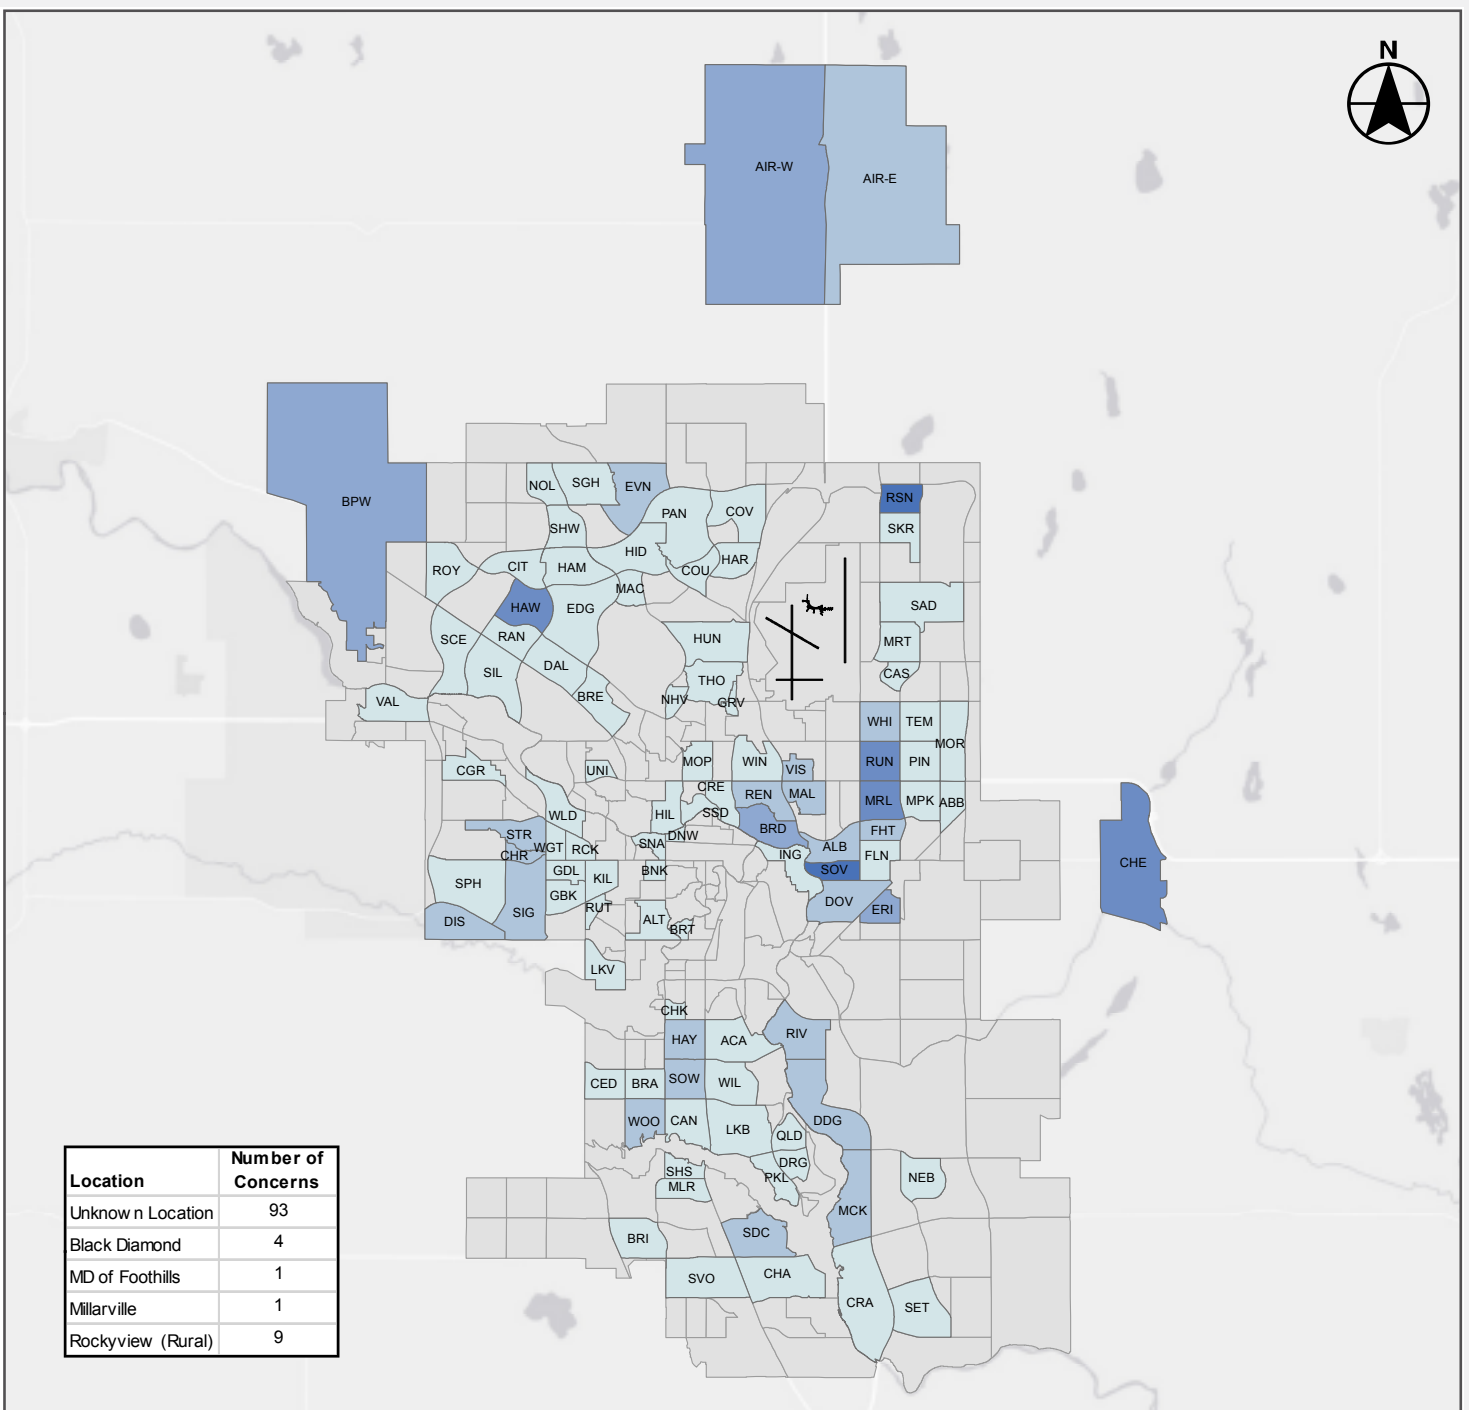 N
AIR-W
AIR-E
BPW
NOL
SGH
EVN
PAN
COV
RSN
SKR
SHW
HID
HAR
ROY
CIT
HAM
COU
MAC
HAW
EDG
SAD
SCE
RAN
HUN
MRT
SIL
DAL
THO
CAS
VAL
BRE
NHV
GRV
WHI
TEM
MOR
CGR
UNI
MOP
WIN
VIS
RUN
PIN
CRE
REN
MAL
MRL
MPK
ABB
WLD
HIL
SSD
STR
DNW
BRD
FHT
CHR
WGT
RCK
SNA
ING
ALB
FLN
CHE
SPH
GDL
KIL
BNK
SOV
GBK
RUT
DOV
ERI
DIS
SIG
ALT
BRT
LKV
CHK
HAY
ACA
RIV
CED
BRA
SOW
WIL
WOO
CAN
LKB
QLD
DDG
SHS
DRG
MLR
PKL
NEB
MCK
BRI
SDC
SVO
CHA
CRA
SET
Location Number of Concerns
Unknown Location 93
Black Diamond 4
MD of Foothills 1
Millarville 1
Rockyview (Rural) 9